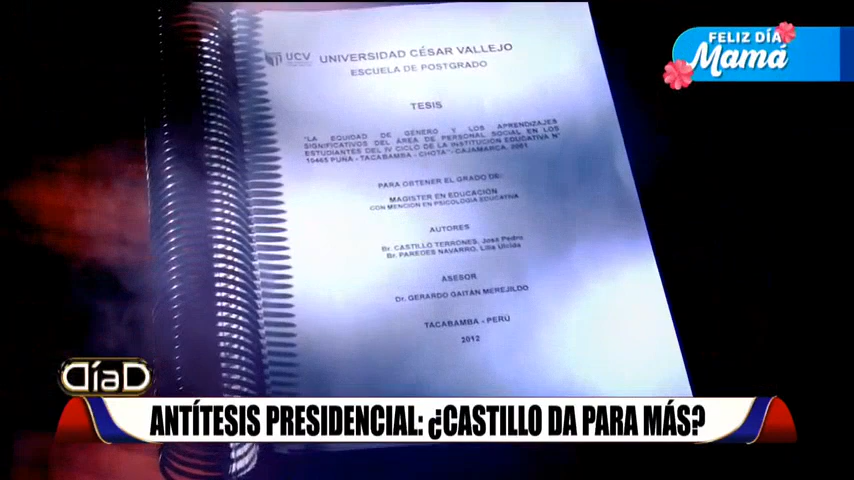 FELIZ DÍA
Mamá
UCV
UNIVERSIDAD CÉSAR VALLEJO
ESCUELA DE POSTGRADO
TESIS
"LA EQUIDAD DE GÉNERO Y LOS APRENDIZAJES
SIGNIFICATIVOS DEL ÁREA DE PERSONAL SOCIAL EN LOS
ESTUDIANTES DEL IV CICLO DE LA INSTITUCIÓN EDUCATIVA N°
10465 PUÑA - TACABAMBA - CHOTA" - CAJAMARCA, 2001
PARA OBTENER EL GRADO DE:
MAGISTER EN EDUCACIÓN
CON MENCIÓN EN PSICOLOGÍA EDUCATIVA
AUTORES
Br. CASTILLO TERRONES, José Pedro
Br. PAREDES NAVARRO, Lilia Ulcida
ASESOR
Dr. GERARDO GAITÁN MEREJILDO
TACABAMBA - PERÚ
2012
DíaD
ANTÍTESIS PRESIDENCIAL: ¿CASTILLO DA PARA MÁS?